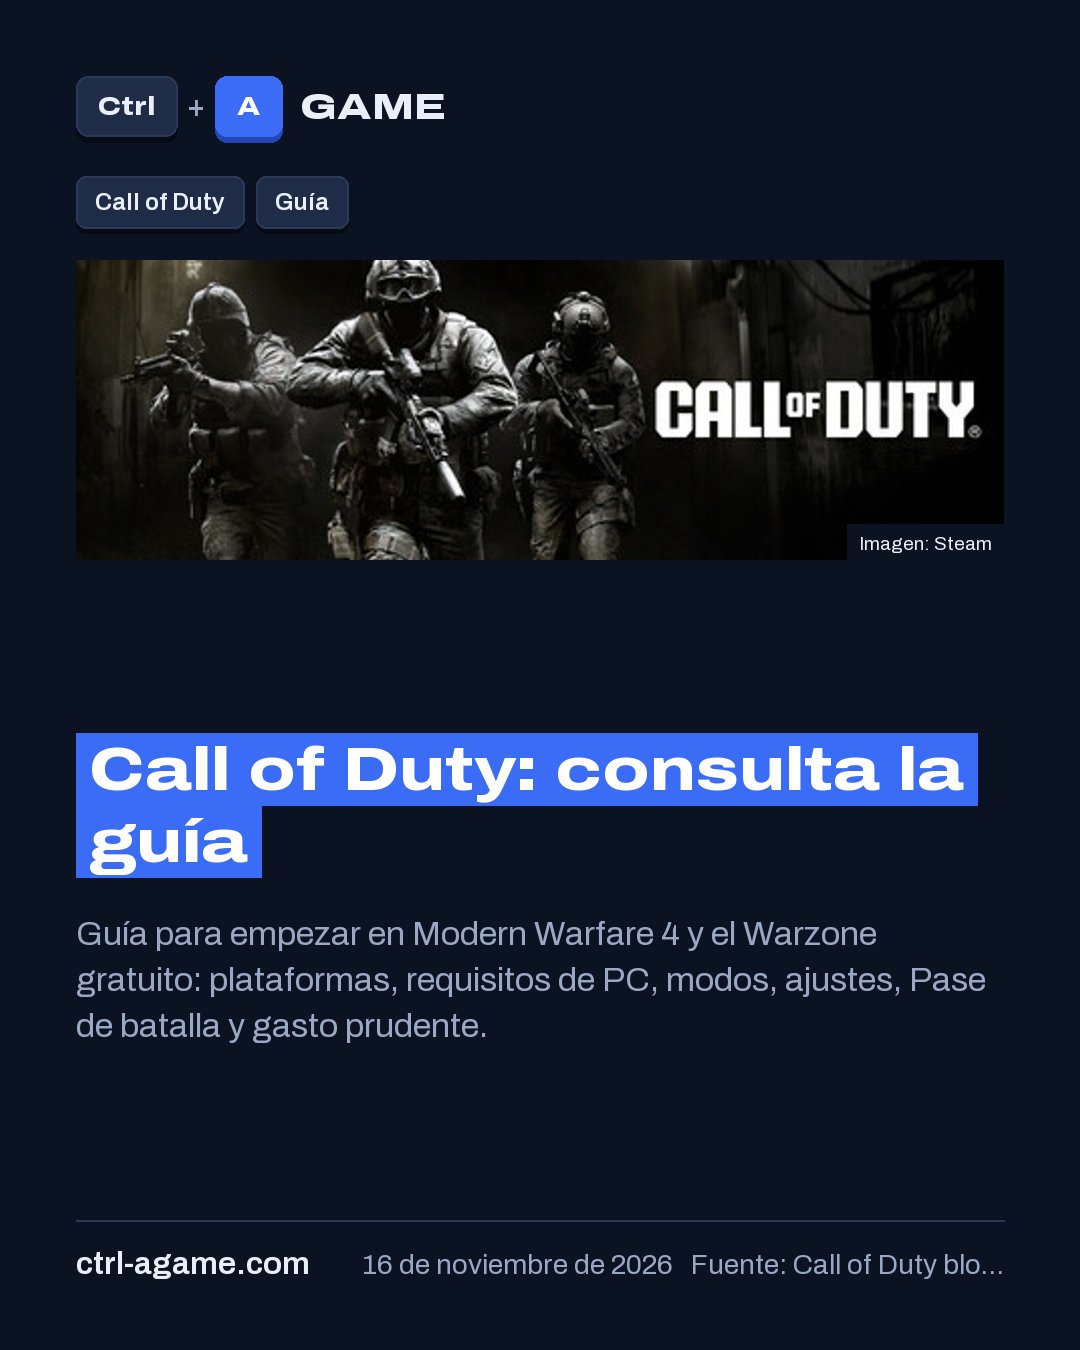 Ctrl + A GAME
Call of Duty Guía
CALL OF DUTY®
Imagen: Steam
Call of Duty: consulta la
guía
Guía para empezar en Modern Warfare 4 y el Warzone
gratuito: plataformas, requisitos de PC, modos, ajustes, Pase
de batalla y gasto prudente.
ctrl-agame.com 16 de noviembre de 2026 Fuente: Call of Duty blo...